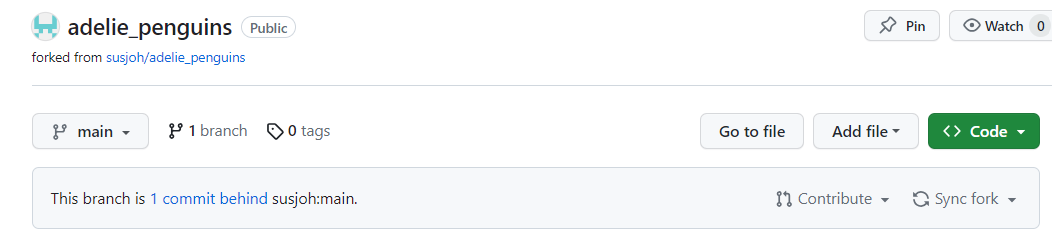 adelie_penguins Public Pin Watch 0
forked from susjoh/adelie_penguins
main 1 branch 0 tags Go to file Add file <> Code
This branch is 1 commit behind susjoh:main. Contribute Sync fork